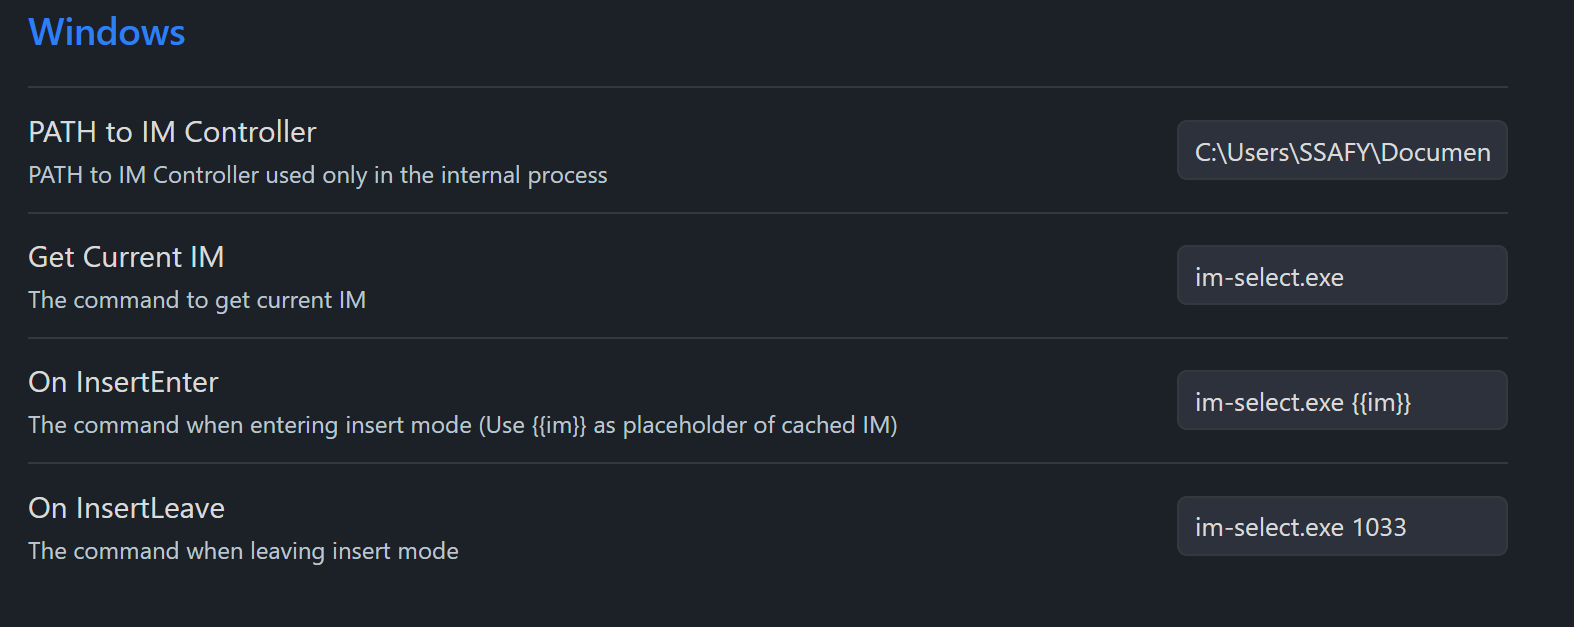 Windows
PATH to IM Controller
PATH to IM Controller used only in the internal process
C:\Users\SSAFY\Documen
Get Current IM
The command to get current IM
im-select.exe
On InsertEnter
The command when entering insert mode (Use {{im}} as placeholder of cached IM)
im-select.exe {{im}}
On InsertLeave
The command when leaving insert mode
im-select.exe 1033